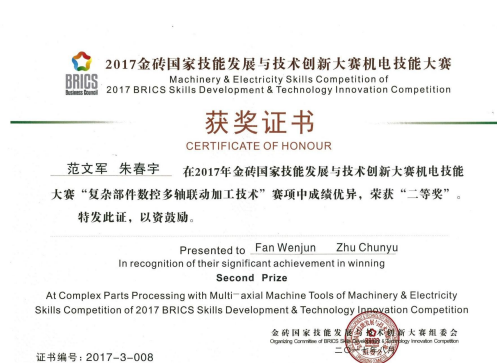 2017金砖国家技能发展与技术创新大赛机电技能大赛
Machinery & Electricity Skills Competition of
2017 BRICS Skills Development & Technology Innovation Competition
BRICS
Business Council
获奖证书
CERTIFICATE OF HONOUR
范文军 朱春宇 在2017年金砖国家技能发展与技术创新大赛机电技能
大赛“复杂部件数控多轴联动加工技术”赛项中成绩优异，荣获“二等奖”。
特发此证，以资鼓励。
Presented to Fan Wenjun Zhu Chunyu
In recognition of their significant achievement in winning
Second Prize
At Complex Parts Processing with Multi-axial Machine Tools of Machinery & Electricity
Skills Competition of 2017 BRICS Skills Development & Technology Innovation Competition
金砖国家技能发展与技术创新大赛组委会
Organizing Committee of BRICS Skills Development & Technology Innovation Competition
证书编号：2017-3-008